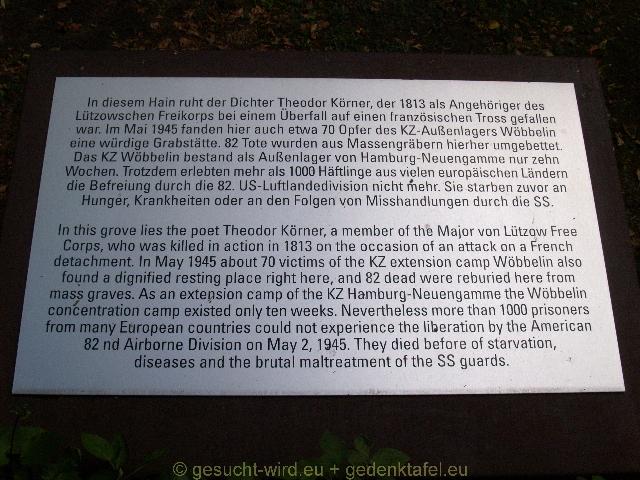 In diesem Hain ruht der Dichter Theodor Körner, der 1813 als Angehöriger des
Lützowschen Freikorps bei einem Überfall auf einen französischen Tross gefallen
war. Im Mai 1945 fanden hier auch etwa 70 Opfer des KZ-Außenlagers Wöbbelin
eine würdige Grabstätte. 82 Tote wurden aus Massengräbern hierher umgebettet.
Das KZ Wöbbelin bestand als Außenlager von Hamburg-Neuengamme nur zehn
Wochen. Trotzdem erlebten mehr als 1000 Häftlinge aus vielen europäischen Ländern
die Befreiung durch die 82. US-Luftlandedivision nicht mehr. Sie starben zuvor an
Hunger, Krankheiten oder an den Folgen von Misshandlungen durch die SS.
In this grove lies the poet Theodor Körner, a member of the Major von Lützow Free
Corps, who was killed in action in 1813 on the occasion of an attack on a French
detachment. In May 1945 about 70 victims of the KZ extension camp Wöbbelin also
found a dignified resting place right here, and 82 dead were reburied here from
mass graves. As an extension camp of the KZ Hamburg-Neuengamme the Wöbbelin
concentration camp existed only ten weeks. Nevertheless more than 1000 prisoners
from many European countries could not experience the liberation by the American
82 nd Airborne Division on May 2, 1945. They died before of starvation,
diseases and the brutal maltreatment of the SS guards.
© gesucht-wird.eu + gedenktafel.eu